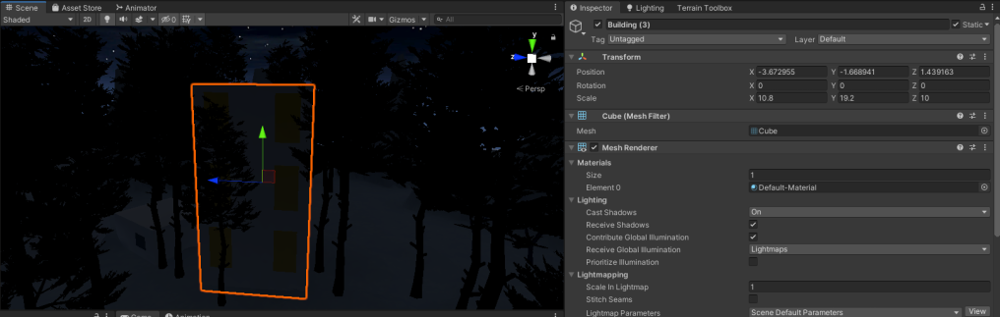 Scene Asset Store Animator
Shaded 2D 0 Gizmos All
y
z
< Persp
Game Animation
Inspector Lighting Terrain Toolbox
Building (3) Static
Tag Untagged Layer Default
Transform
Position X -3.672955 Y -1.668941 Z 1.439163
Rotation X 0 Y 0 Z 0
Scale X 10.8 Y 19.2 Z 10
Cube (Mesh Filter)
Mesh Cube
Mesh Renderer
Materials
Size 1
Element 0 Default-Material
Lighting
Cast Shadows On
Receive Shadows
Contribute Global Illumination
Receive Global Illumination Lightmaps
Prioritize Illumination
Lightmapping
Scale In Lightmap 1
Stitch Seams
Lightmap Parameters Scene Default Parameters View